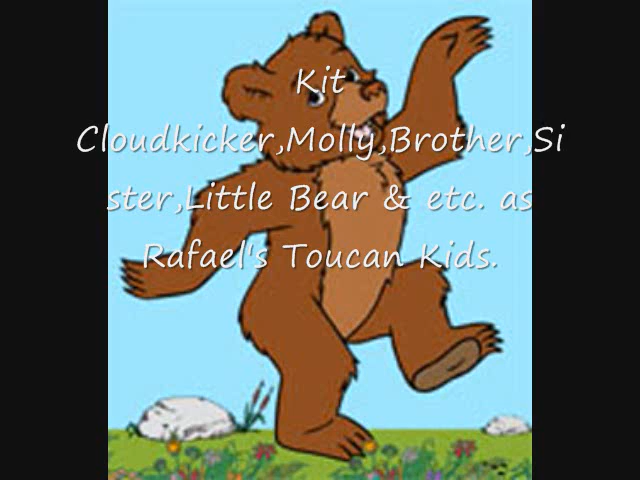 Kit
Cloudkicker,Molly,Brother,Si
ster,Little Bear & etc. as
Rafael's Toucan Kids.